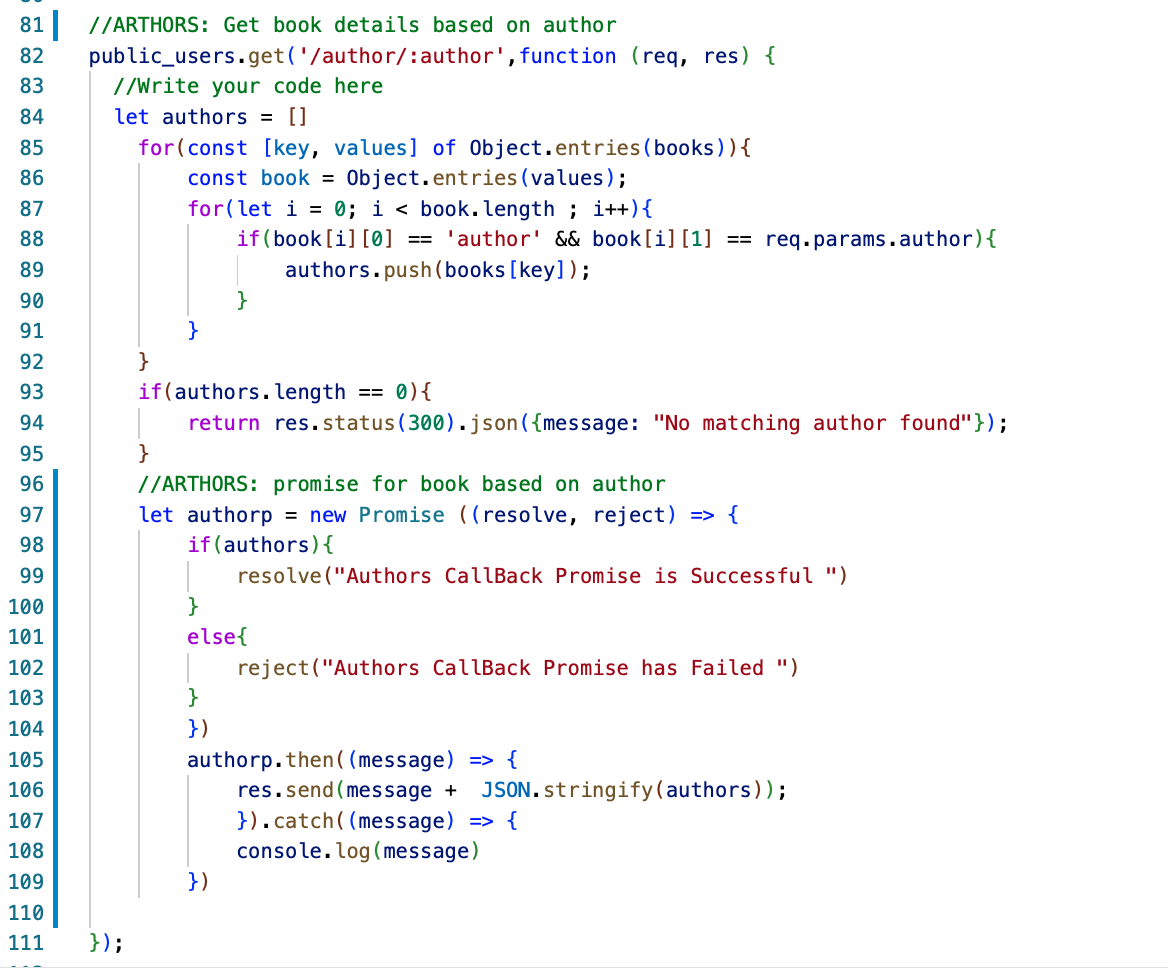 81 //ARTHORS: Get book details based on author
82 public_users.get('/author/:author',function (req, res) {
83   //Write your code here
84   let authors = []
85     for(const [key, values] of Object.entries(books)){
86         const book = Object.entries(values);
87         for(let i = 0; i < book.length ; i++){
88             if(book[i][0] == 'author' && book[i][1] == req.params.author){
89                 authors.push(books[key]);
90             }
91         }
92     }
93     if(authors.length == 0){
94         return res.status(300).json({message: "No matching author found"});
95     }
96     //ARTHORS: promise for book based on author
97     let authorp = new Promise ((resolve, reject) => {
98         if(authors){
99             resolve("Authors CallBack Promise is Successful ")
100         }
101         else{
102             reject("Authors CallBack Promise has Failed ")
103         }
104         })
105         authorp.then((message) => {
106             res.send(message +  JSON.stringify(authors));
107             }).catch((message) => {
108             console.log(message)
109         })
110
111 });